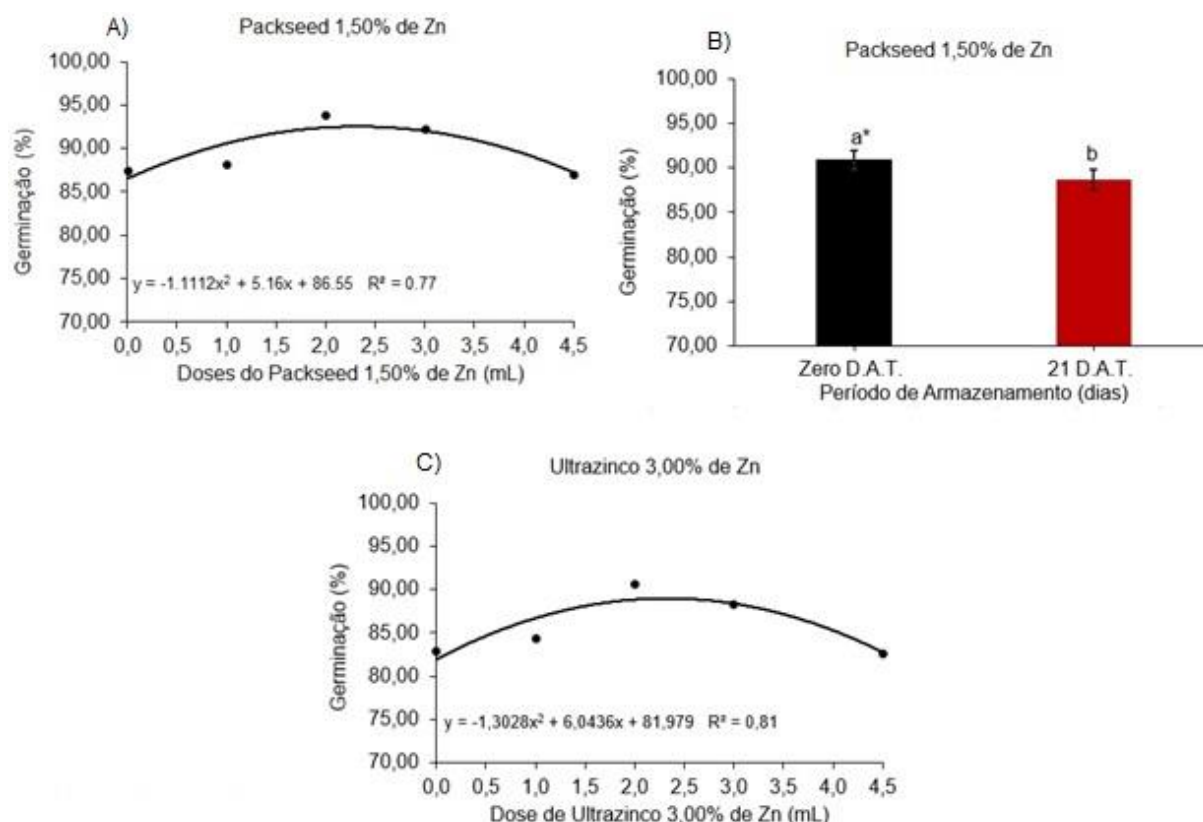 A)
Packseed 1,50% de Zn
Germinação (%)
100,00
95,00
90,00
85,00
80,00
75,00
70,00
y = -1.1112x² + 5.16x + 86.55 R² = 0.77
0,0 0,5 1,0 1,5 2,0 2,5 3,0 3,5 4,0 4,5
Doses do Packseed 1,50% de Zn (mL)
B)
Packseed 1,50% de Zn
Germinação (%)
100,00
95,00
90,00
85,00
90,00
75,00
70,00
a*
b
Zero D.A.T. 21 D.A.T.
Período de Armazenamento (dias)
C)
Ultrazinco 3,00% de Zn
Germinação (%)
100,00
95,00
90,00
85,00
80,00
75,00
70,00
y = -1,3028x² + 6,0436x + 81,979 R² = 0,81
0,0 0,5 1,0 1,5 2,0 2,5 3,0 3,5 4,0 4,5
Dose de Ultrazinco 3,00% de Zn (mL)